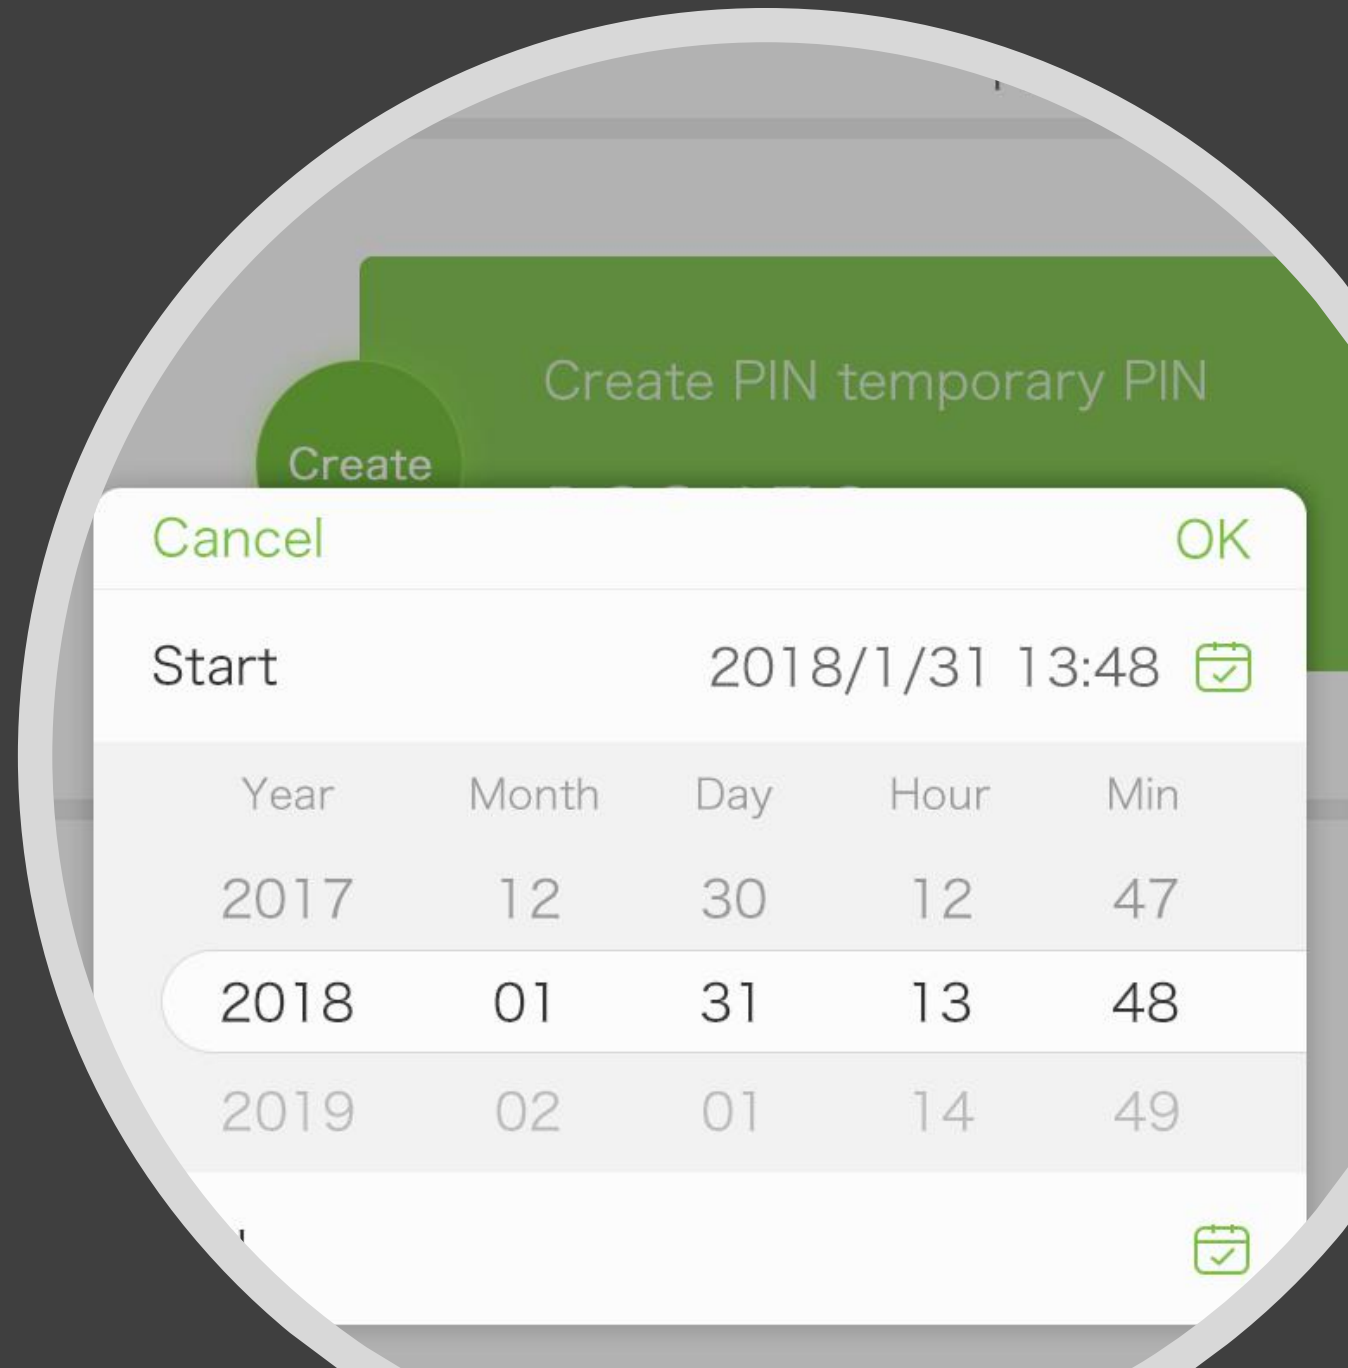 Create PIN temporary PIN
Create
Cancel OK
Start 2018/1/31 13:48
Year Month Day Hour Min
2017 12 30 12 47
2018 01 31 13 48
2019 02 01 14 49